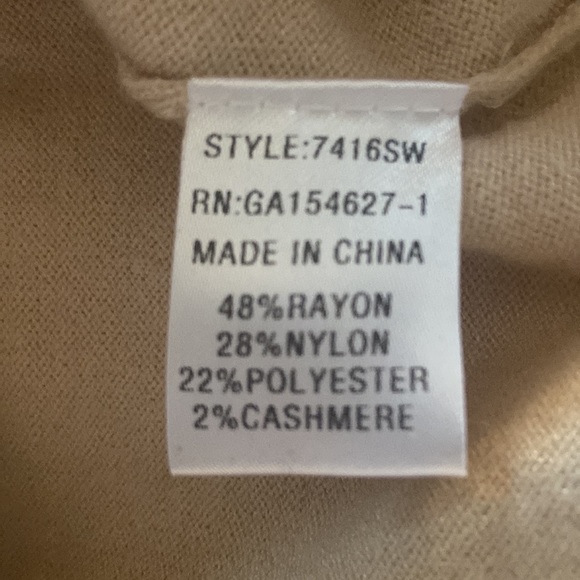 STYLE:7416SW
RN:GA154627-1
MADE IN CHINA
48%RAYON
28%NYLON
22%POLYESTER
2%CASHMERE